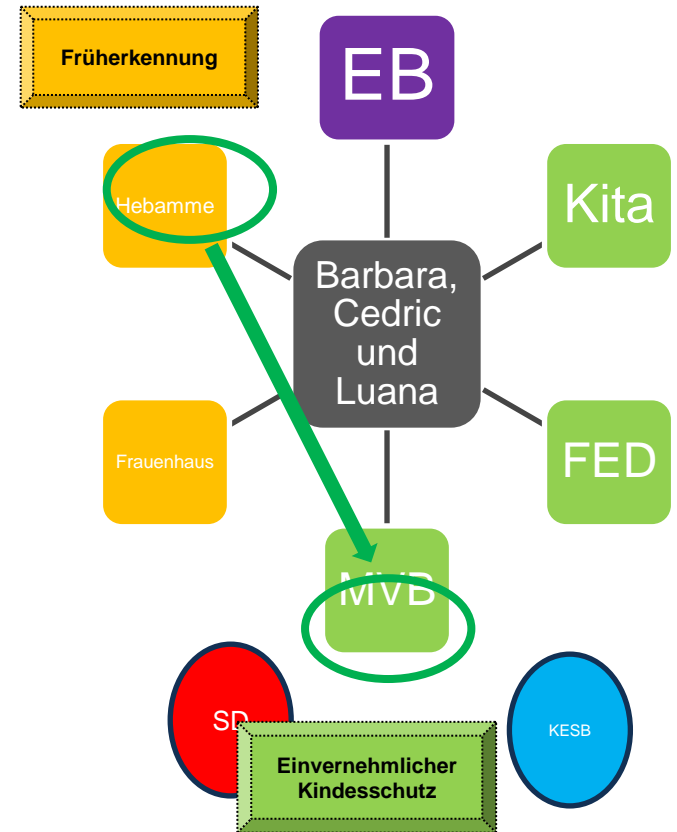 Früherkennung
EB
Hebamme
Kita
Barbara,
Cedric
und
Luana
Frauenhaus
FED
MVB
SD
KESB
Einvernehmlicher
Kindesschutz